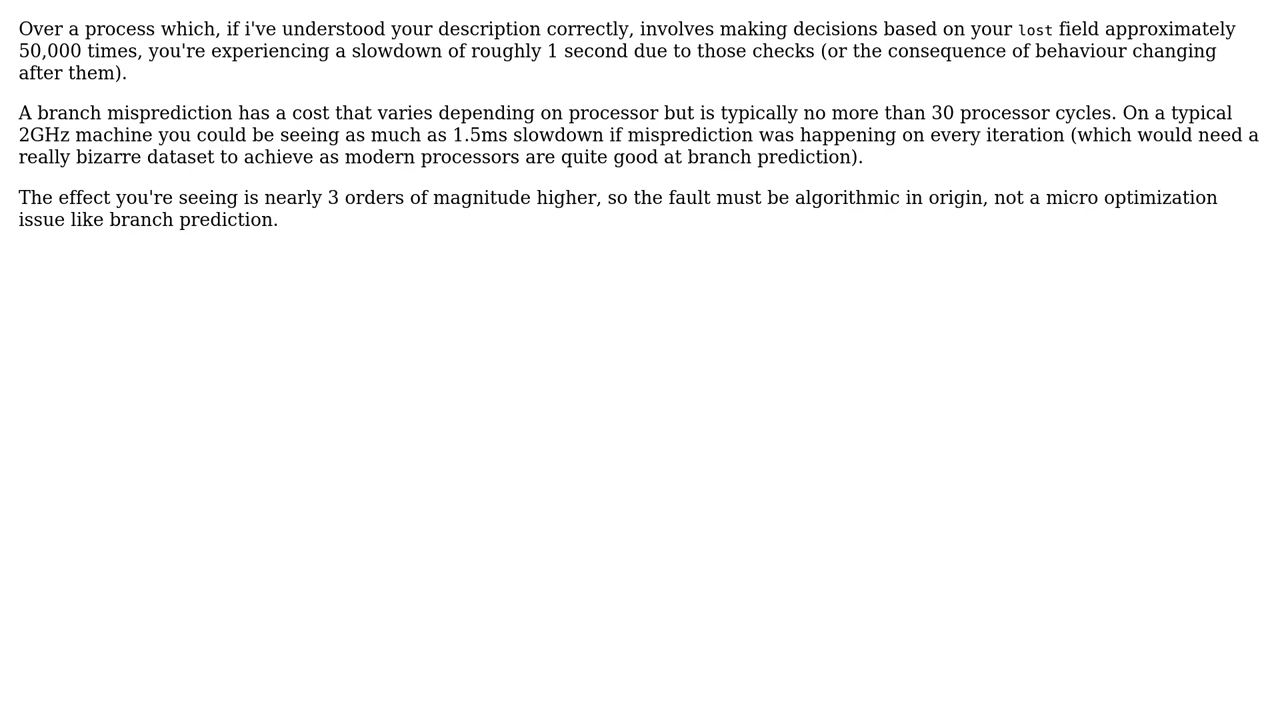 Over a process which, if i've understood your description correctly, involves making decisions based on your lost field approximately
50,000 times, you're experiencing a slowdown of roughly 1 second due to those checks (or the consequence of behaviour changing
after them).
A branch misprediction has a cost that varies depending on processor but is typically no more than 30 processor cycles. On a typical
2GHz machine you could be seeing as much as 1.5ms slowdown if misprediction was happening on every iteration (which would need a
really bizarre dataset to achieve as modern processors are quite good at branch prediction).
The effect you're seeing is nearly 3 orders of magnitude higher, so the fault must be algorithmic in origin, not a micro optimization
issue like branch prediction.